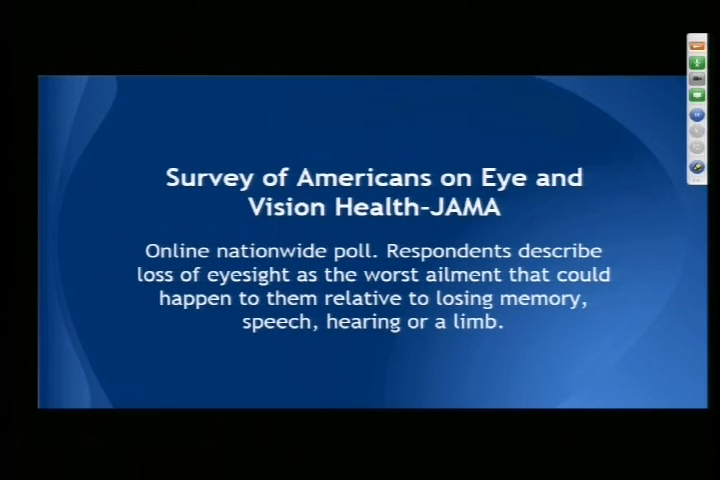 Survey of Americans on Eye and
Vision Health-JAMA
Online nationwide poll. Respondents describe
loss of eyesight as the worst ailment that could
happen to them relative to losing memory,
speech, hearing or a limb.